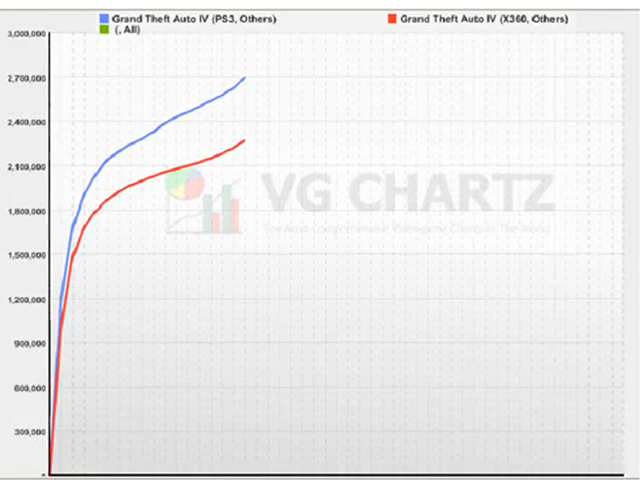 Grand Theft Auto IV (PS3, Others)
Grand Theft Auto IV (X360, Others)
(, All)
3,000,000
2,700,000
2,400,000
2,100,000
1,800,000
1,500,000
1,200,000
900,000
600,000
300,000
-
VG CHARTZ